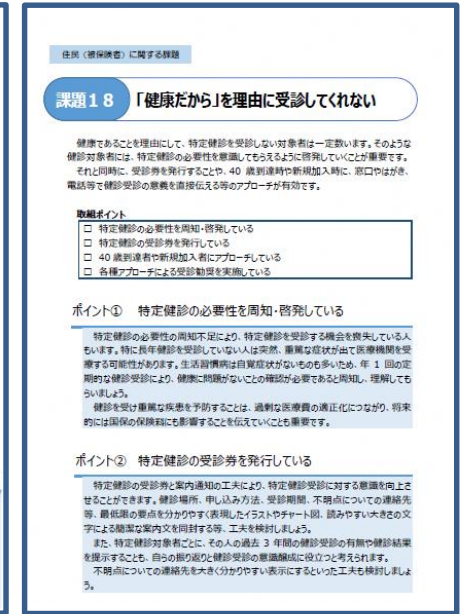 住民（被保険者）に関する課題
課題18　「健康だから」を理由に受診してくれない
健康であることを理由にして、特定健診を受診しない対象者は一定数います。そのような
健診対象者には、特定健診の必要性を意識してもらえるように啓発していくことが重要です。
それと同時に、受診券を発行することや、40 歳到達時や新規加入時に、窓口やはがき、
電話等で健診受診の意義を直接伝える等のアプローチが有効です。
取組ポイント
□ 特定健診の必要性を周知・啓発している
□ 特定健診の受診券を発行している
□ 40 歳到達者や新規加入者にアプローチしている
□ 各種アプローチによる受診勧奨を実施している
ポイント①　特定健診の必要性を周知・啓発している
特定健診の必要性の周知不足により、特定健診を受診する機会を喪失している人
もいます。特に長年健診を受診していない人は突然、重篤な症状が出て医療機関を受
療する可能性があります。生活習慣病は自覚症状がないものも多いため、年 1 回の定
期的な健診受診により、健康に問題がないことの確認が必要であると周知し、理解しても
らいましょう。
健診を受け重篤な疾患を予防することは、過剰な医療費の適正化につながり、将来
的には国保の保険料にも影響することを伝えていくことも重要です。
ポイント②　特定健診の受診券を発行している
特定健診の受診券と案内通知の工夫により、特定健診受診に対する意識を向上さ
せることができます。健診場所、申し込み方法、受診期間、不明点についての連絡先
等、最低限の要点を分かりやすく表現したイラストやチャート図、読みやすい大きさの文
字による簡潔な案内文を同封する等、工夫を検討しましょう。
また、特定健診対象者ごとに、その人の過去 3 年間の健診受診の有無や健診結果
を提示することも、自らの振り返りと健診受診の意識醸成に役立つと考えられます。
不明点についての連絡先を大きく分かりやすい表示にするといった工夫も検討しましょ
う。